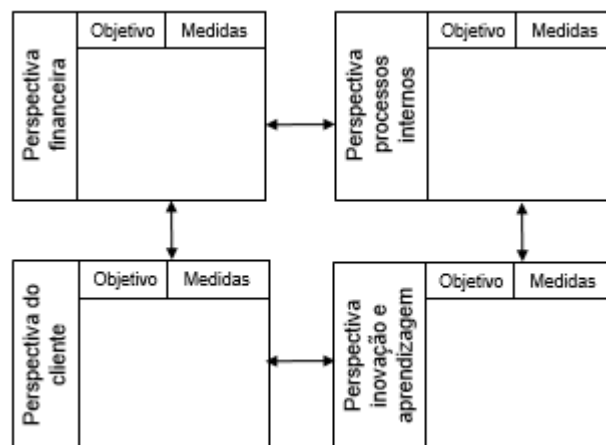 Perspectiva
financeira
Objetivo
Medidas
Perspectiva
processos
internos
Objetivo
Medidas
Perspectiva do
cliente
Objetivo
Medidas
Perspectiva
inovação e
aprendizagem
Objetivo
Medidas